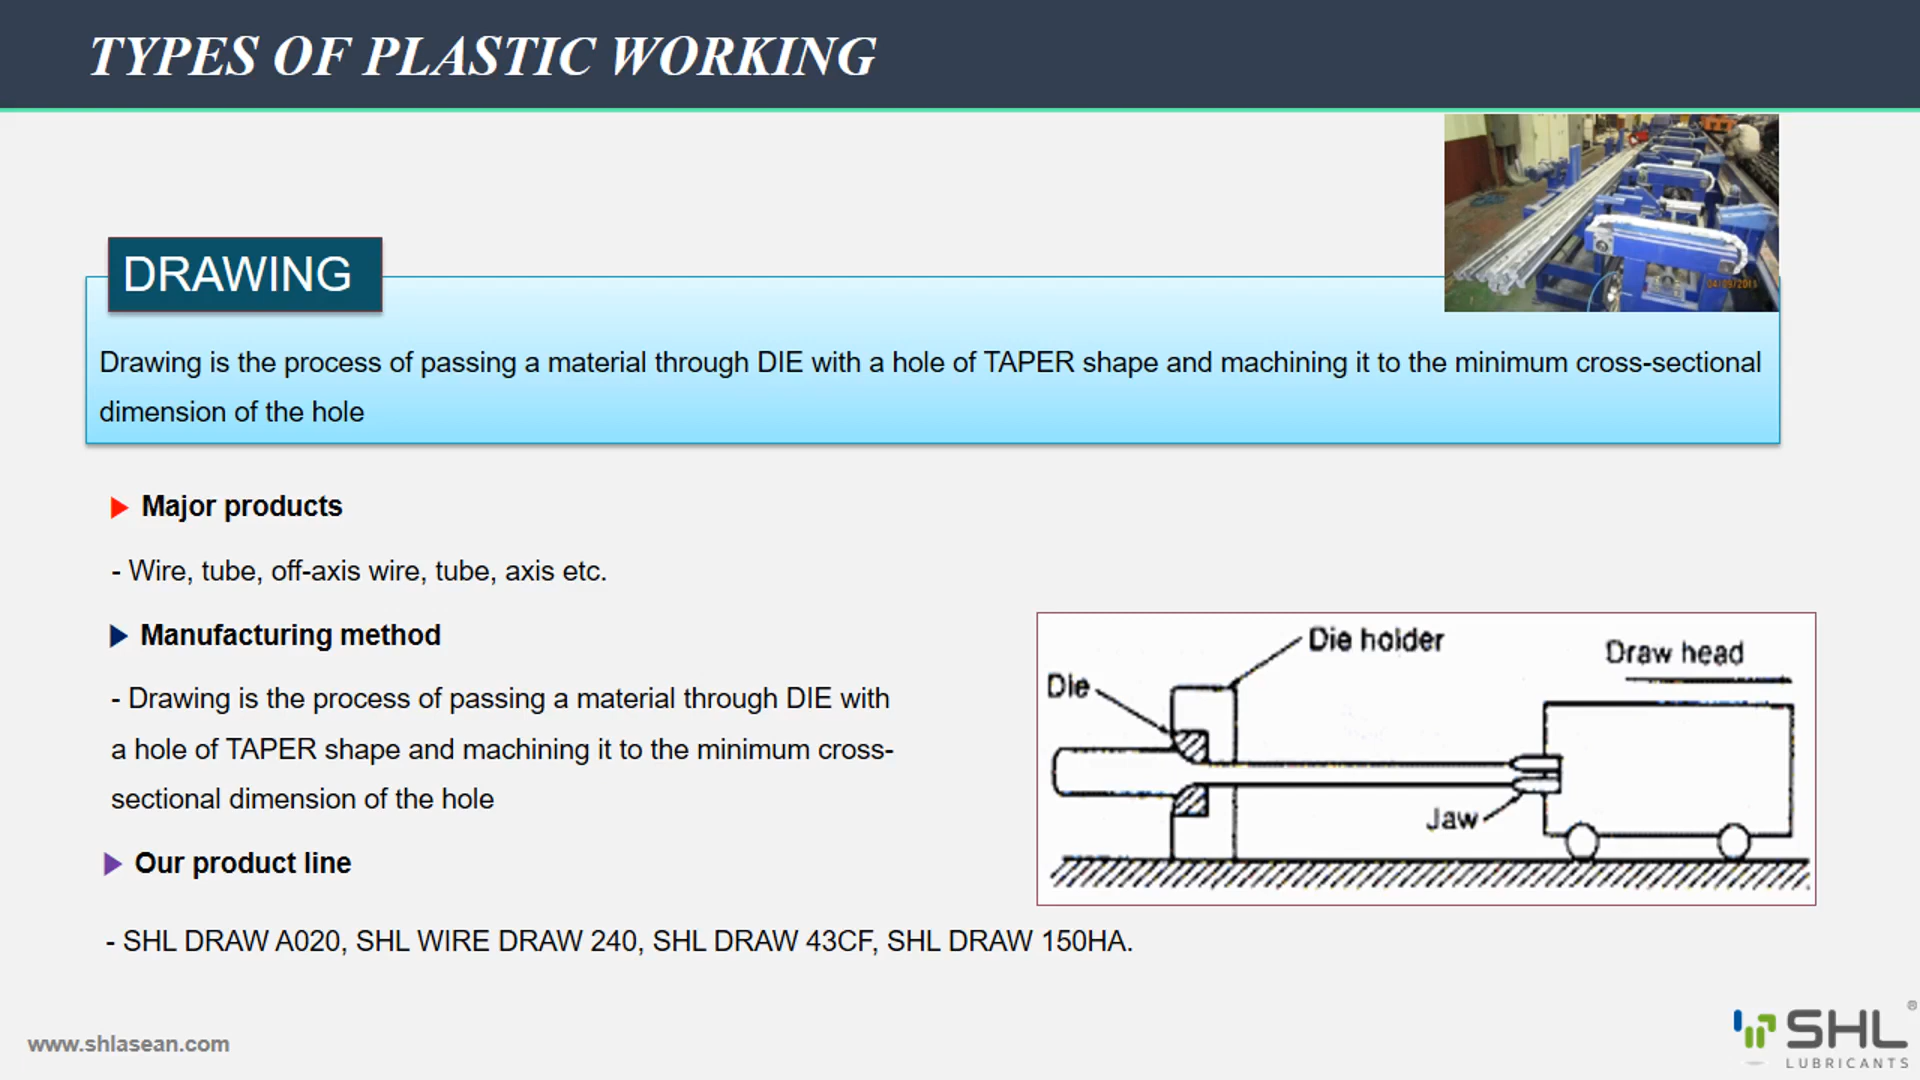 TYPES OF PLASTIC WORKING
04/09/2011
DRAWING
Drawing is the process of passing a material through DIE with a hole of TAPER shape and machining it to the minimum cross-sectional
dimension of the hole
Major products
- Wire, tube, off-axis wire, tube, axis etc.
Manufacturing method
- Drawing is the process of passing a material through DIE with
a hole of TAPER shape and machining it to the minimum cross-
sectional dimension of the hole
Die holder
Draw head
Die
Jaw
Our product line
- SHL DRAW A020, SHL WIRE DRAW 240, SHL DRAW 43CF, SHL DRAW 150HA.
www.shlasean.com
SHL®
LUBRICANTS